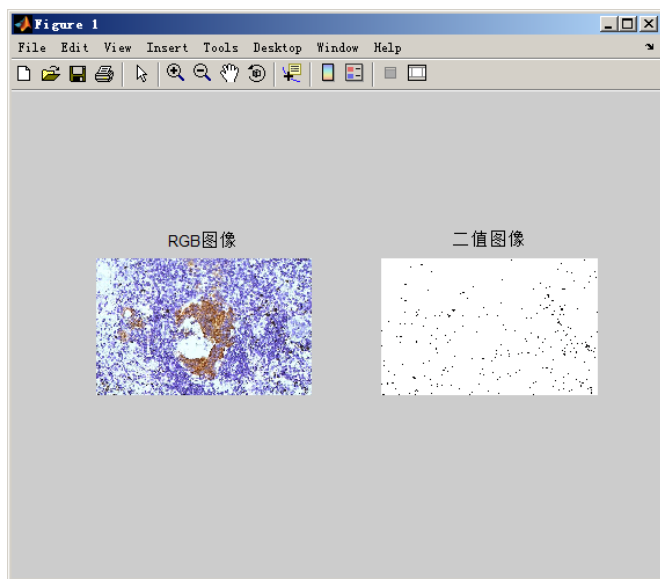 Figure 1
File Edit View Insert Tools Desktop Window Help
RGB图像
二值图像